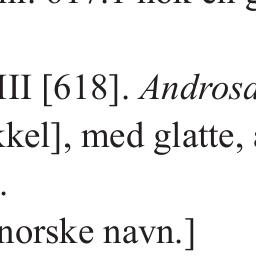 III [618]. Androsa
kkel], med glatte,
.
norske navn.]